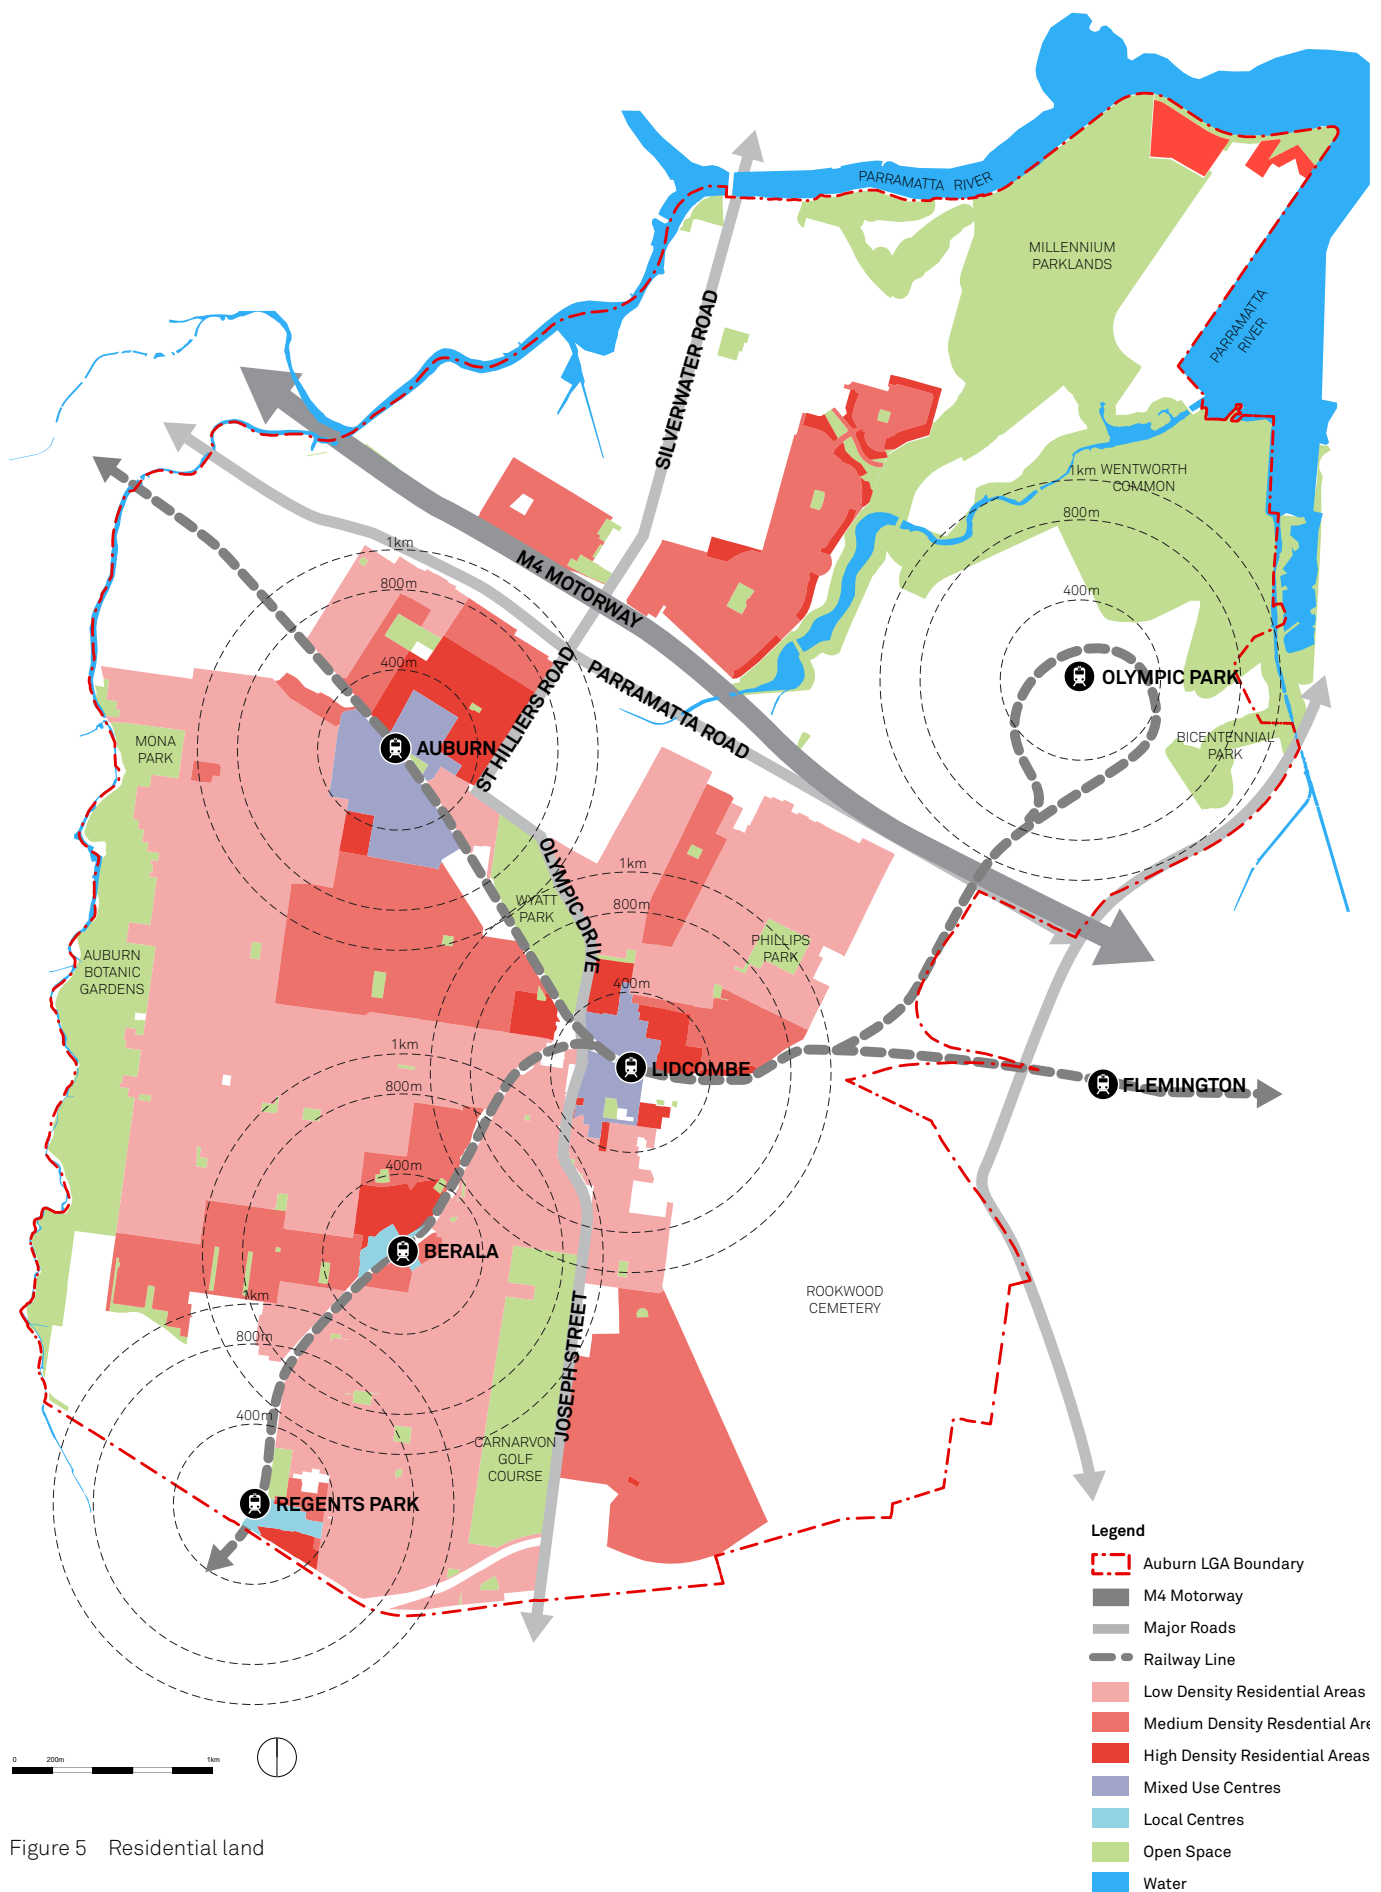 PARRAMATTA RIVER
MILLENNIUM
PARKLANDS
PARRAMATTA
RIVER
SILVERWATER ROAD
1km
WENTWORTH
COMMON
800m
400m
OLYMPIC PARK
BICENTENNIAL
PARK
1km
800m
400m
M4 MOTORWAY
PARRAMATTA ROAD
ST HILLIERS ROAD
AUBURN
MONA
PARK
OLYMPIC DRIVE
WYATT
PARK
1km
800m
400m
PHILLIPS
PARK
AUBURN
BOTANIC
GARDENS
LIDCOMBE
FLEMINGTON
1km
800m
400m
BERALA
ROOKWOOD
CEMETERY
JOSEPH STREET
1km
800m
400m
CARNARVON
GOLF
COURSE
REGENTS PARK
Legend
Auburn LGA Boundary
M4 Motorway
Major Roads
Railway Line
Low Density Residential Areas
Medium Density Resdential Are
High Density Residential Areas
Mixed Use Centres
Local Centres
Open Space
Water
0 200m 1km
Figure 5 Residential land